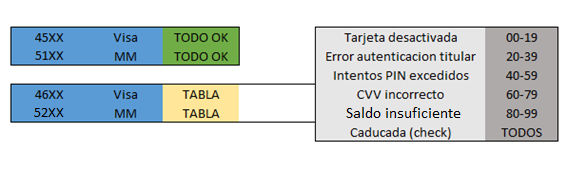 45XX Visa TODO OK
51XX MM TODO OK
46XX Visa TABLA
52XX MM TABLA
Tarjeta desactivada 00-19
Error autenticacion titular 20-39
Intentos PIN excedidos 40-59
CVV incorrecto 60-79
Saldo insuficiente 80-99
Caducada (check) TODOS